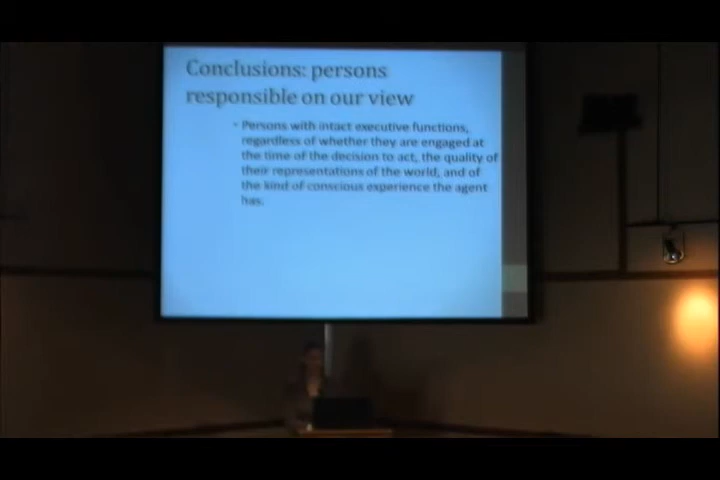 Conclusions: persons
responsible on our view
• Persons with intact executive functions,
regardless of whether they are engaged at
the time of the decision to act, the quality of
their representations of the world, and of
the kind of conscious experience the agent
has.